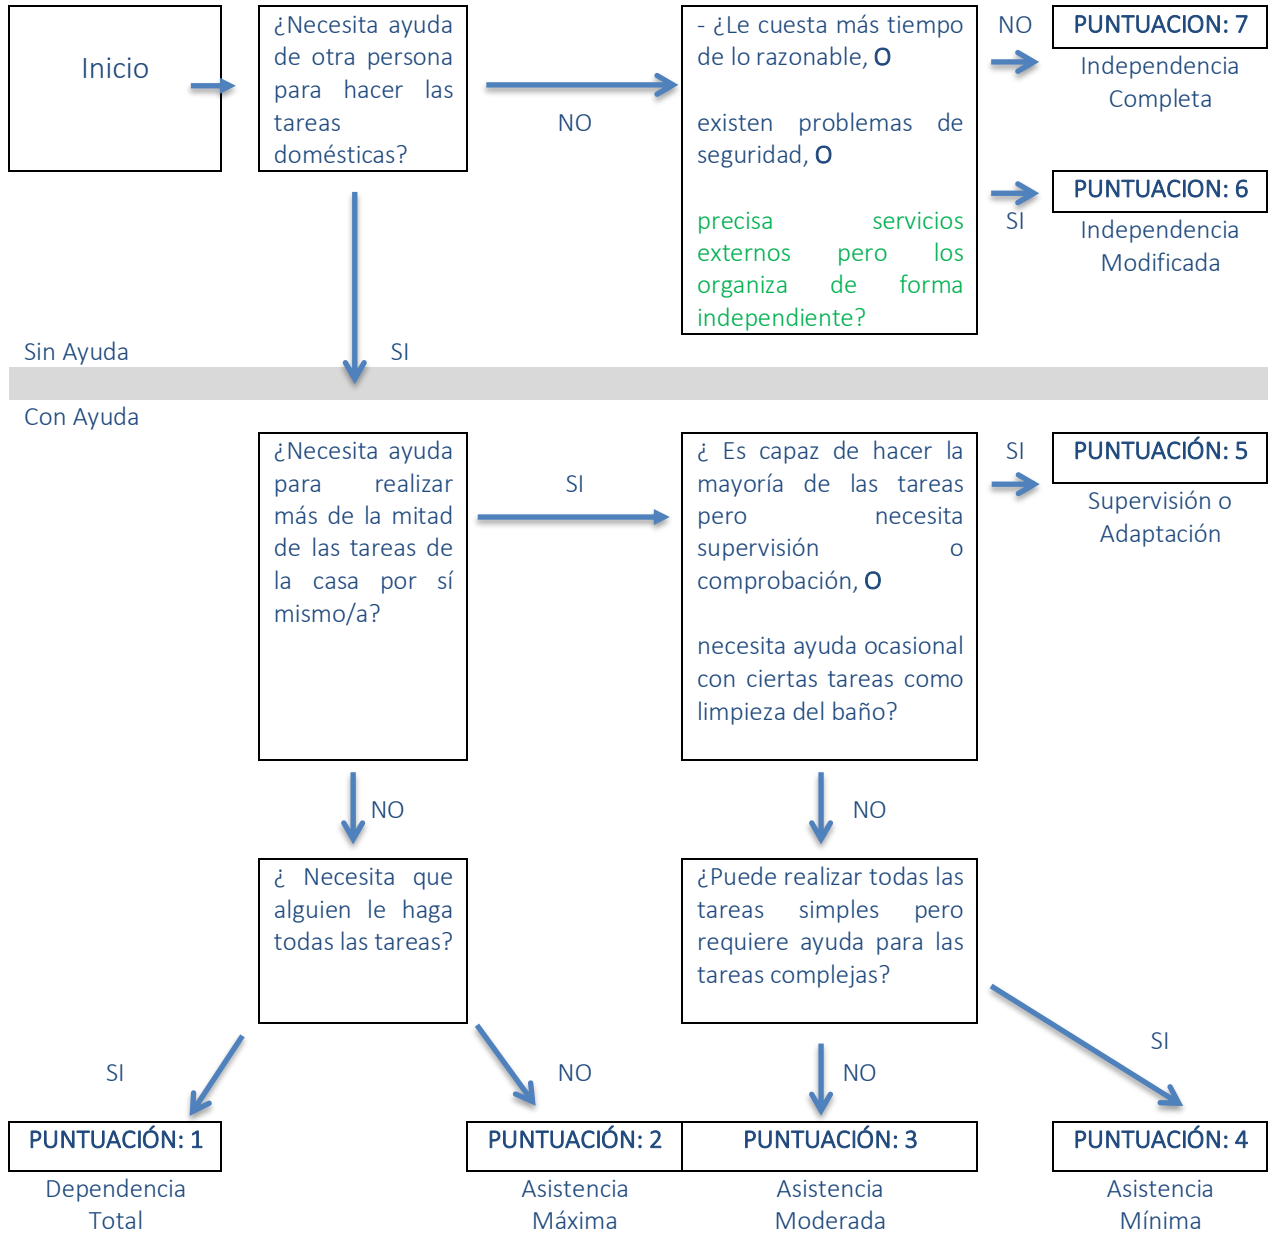 Inicio
¿Necesita ayuda
de otra persona
para hacer las
tareas
domésticas?
NO
- ¿Le cuesta más tiempo
de lo razonable, O
existen problemas de
seguridad, O
precisa servicios
externos pero los
organiza de forma
independiente?
NO
PUNTUACION: 7
Independencia
Completa
SI
PUNTUACION: 6
Independencia
Modificada
Sin Ayuda
SI
Con Ayuda
¿Necesita ayuda
para realizar
más de la mitad
de las tareas de
la casa por sí
mismo/a?
SI
¿ Es capaz de hacer la
mayoría de las tareas
pero necesita
supervisión o
comprobación, O
necesita ayuda ocasional
con ciertas tareas como
limpieza del baño?
SI
PUNTUACIÓN: 5
Supervisión o
Adaptación
NO
NO
¿ Necesita que
alguien le haga
todas las tareas?
¿Puede realizar todas las
tareas simples pero
requiere ayuda para las
tareas complejas?
SI
NO
NO
SI
PUNTUACIÓN: 1
Dependencia
Total
PUNTUACIÓN: 2
Asistencia
Máxima
PUNTUACIÓN: 3
Asistencia
Moderada
PUNTUACIÓN: 4
Asistencia
Mínima